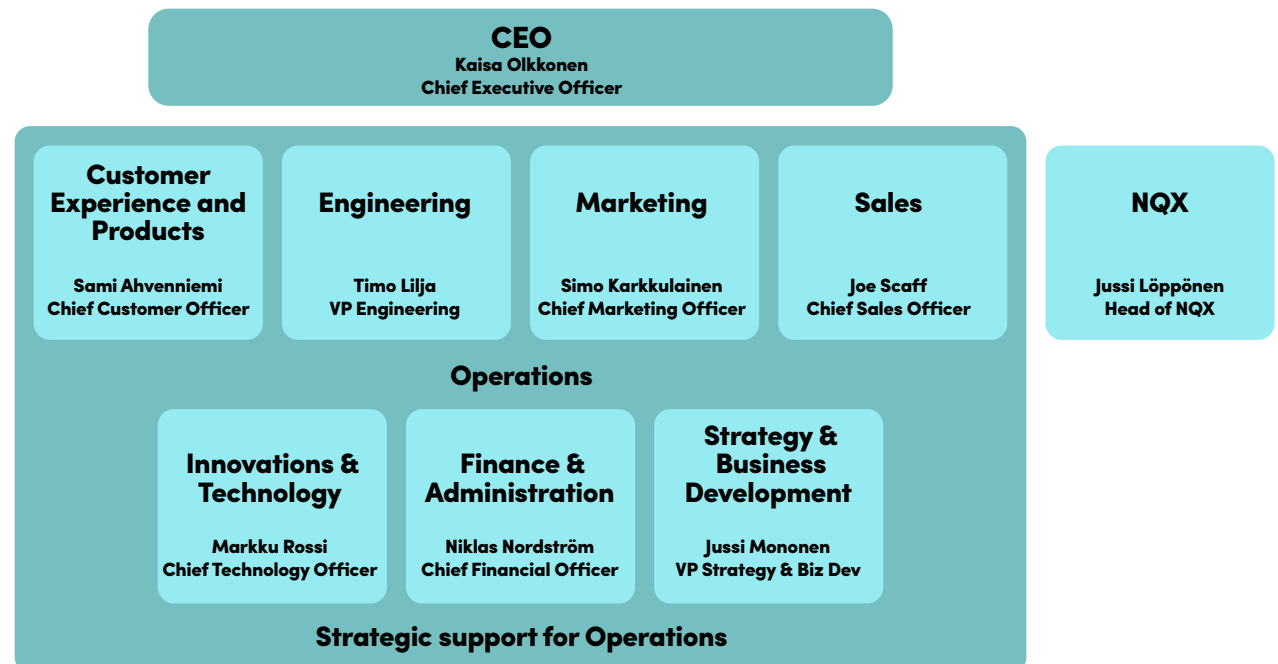 CEO
Kaisa Olkkonen
Chief Executive Officer
Customer
Experience and
Products
Sami Ahvenniemi
Chief Customer Officer
Engineering
Timo Lilja
VP Engineering
Marketing
Simo Karkkulainen
Chief Marketing Officer
Sales
Joe Scaff
Chief Sales Officer
NQX
Jussi Löppönen
Head of NQX
Operations
Innovations &
Technology
Markku Rossi
Chief Technology Officer
Finance &
Administration
Niklas Nordström
Chief Financial Officer
Strategy &
Business
Development
Jussi Mononen
VP Strategy & Biz Dev
Strategic support for Operations